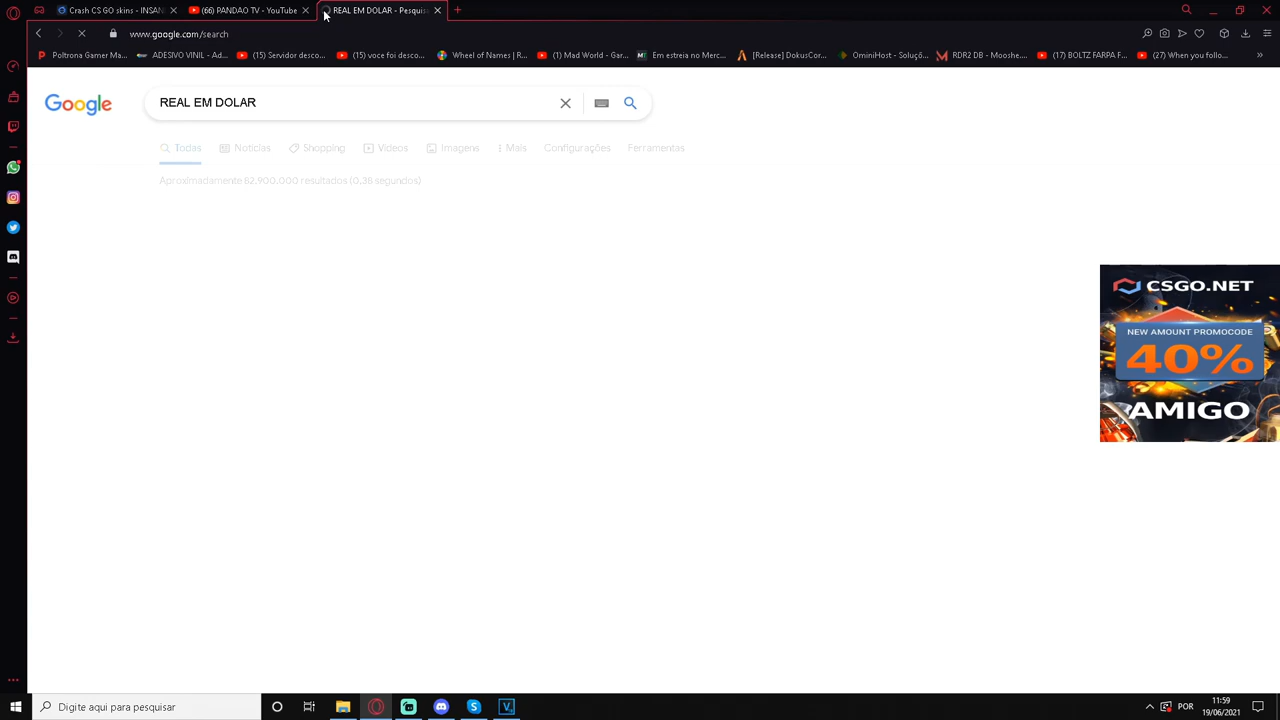 Crash CS GO skins - INSANI
(66) PANDAO TV - YouTube
REAL EM DOLAR - Pesquis
www.google.com/search
Poltrona Gamer Ma...
ADESIVO VINIL - Ad...
(15) Servidor desco...
(15) voce foi desco...
Wheel of Names | R...
(1) Mad World - Gar...
Em estreia no Merc...
[Release] DokusCor...
OminiHost - Soluçõ...
RDR2 DB - Mooshe...
(17) BOLTZ FARPA F...
(27) When you follo...
Google
REAL EM DOLAR
Todas
Notícias
Shopping
Vídeos
Imagens
Mais
Configurações
Ferramentas
Aproximadamente 82.900.000 resultados (0,38 segundos)
CSGO.NET
NEW AMOUNT PROMOCODE
40%
AMIGO
Digite aqui para pesquisar
POR
11:59
19/06/2021